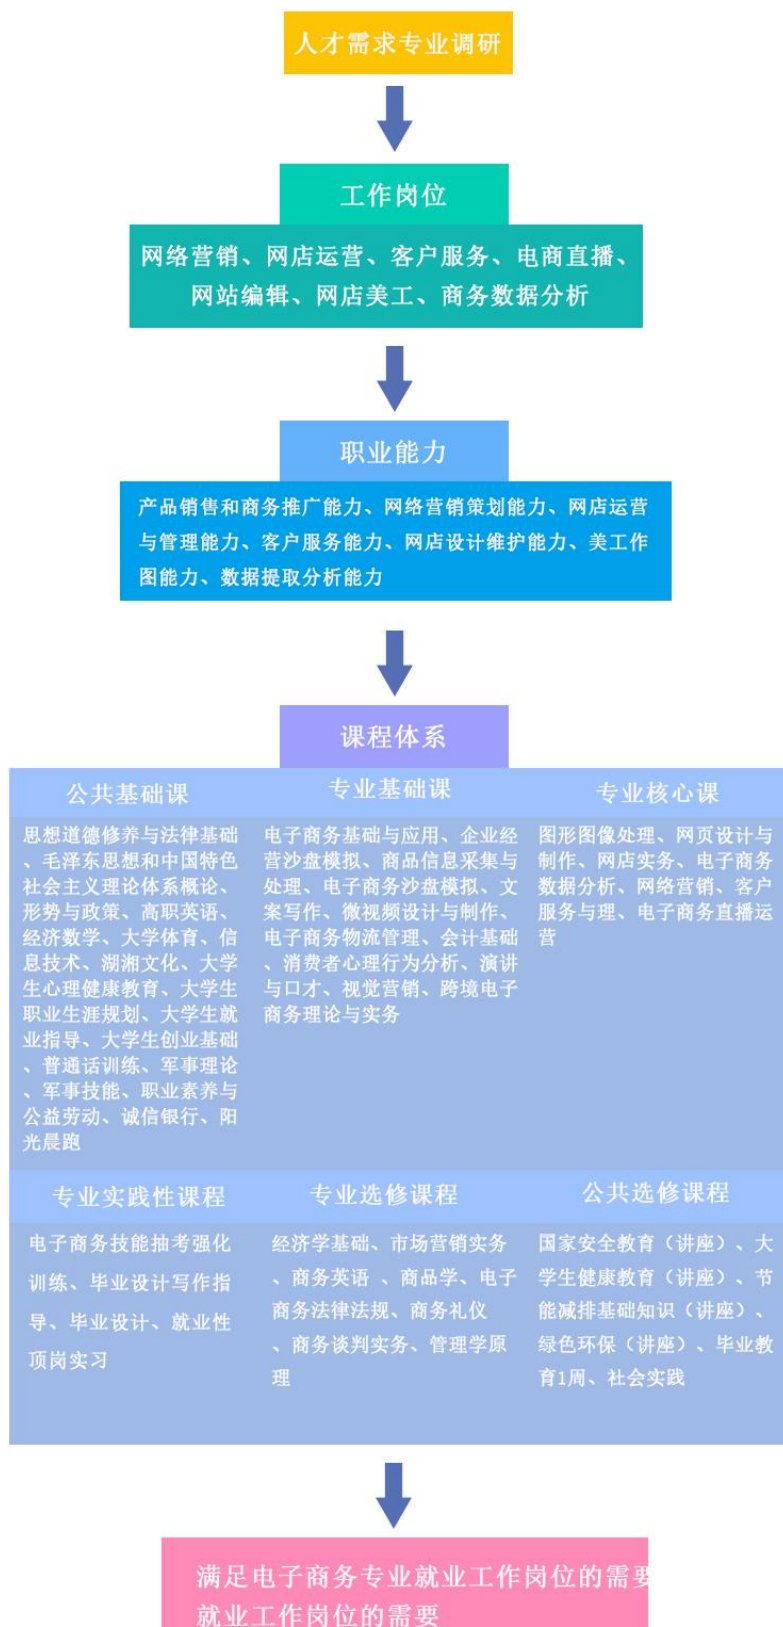 人才需求专业调研
工作岗位
网络营销、网店运营、客户服务、电商直播、
网站编辑、网店美工、商务数据分析
职业能力
产品销售和商务推广能力、网络营销策划能力、网店运营
与管理能力、客户服务能力、网店设计维护能力、美工作
图能力、数据提取分析能力
课程体系
公共基础课
思想道德修养与法律基础
、毛泽东思想和中国特色
社会主义理论体系概论、
形势与政策、高职英语、
经济数学、大学体育、信
息技术、湖湘文化、大学
生心理健康教育、大学生
职业生涯规划、大学生就
业指导、大学生创业基础
、普通话训练、军事理论
、军事技能、职业素养与
公益劳动、诚信银行、阳
光晨跑
专业基础课
电子商务基础与应用、企业经
营沙盘模拟、商品信息采集与
处理、电子商务沙盘模拟、文
案写作、微视频设计与制作、
电子商务物流管理、会计基础
、消费者心理行为分析、演讲
与口才、视觉营销、跨境电子
商务理论与实务
专业核心课
图形图像处理、网页设计与
制作、网店实务、电子商务
数据分析、网络营销、客户
服务与理、电子商务直播运
营
专业实践性课程
电子商务技能抽考强化
训练、毕业设计写作指
导、毕业设计、就业性
顶岗实习
专业选修课程
经济学基础、市场营销实务
、商务英语 、商品学、电子
商务法律法规、商务礼仪
、商务谈判实务、管理学原
理
公共选修课程
国家安全教育（讲座）、大
学生健康教育（讲座）、节
能减排基础知识（讲座）、
绿色环保（讲座）、毕业教
育1周、社会实践
满足电子商务专业就业工作岗位的需要
就业工作岗位的需要